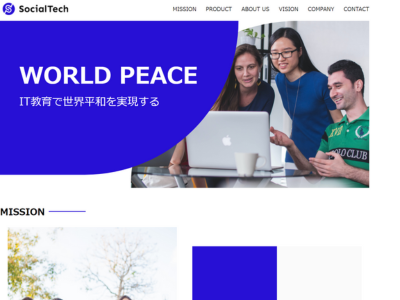 SocialTech
MISSION PRODUCT ABOUT US VISION COMPANY CONTACT
WORLD PEACE
IT教育で世界平和を実現する
POLO CLUB
MISSION